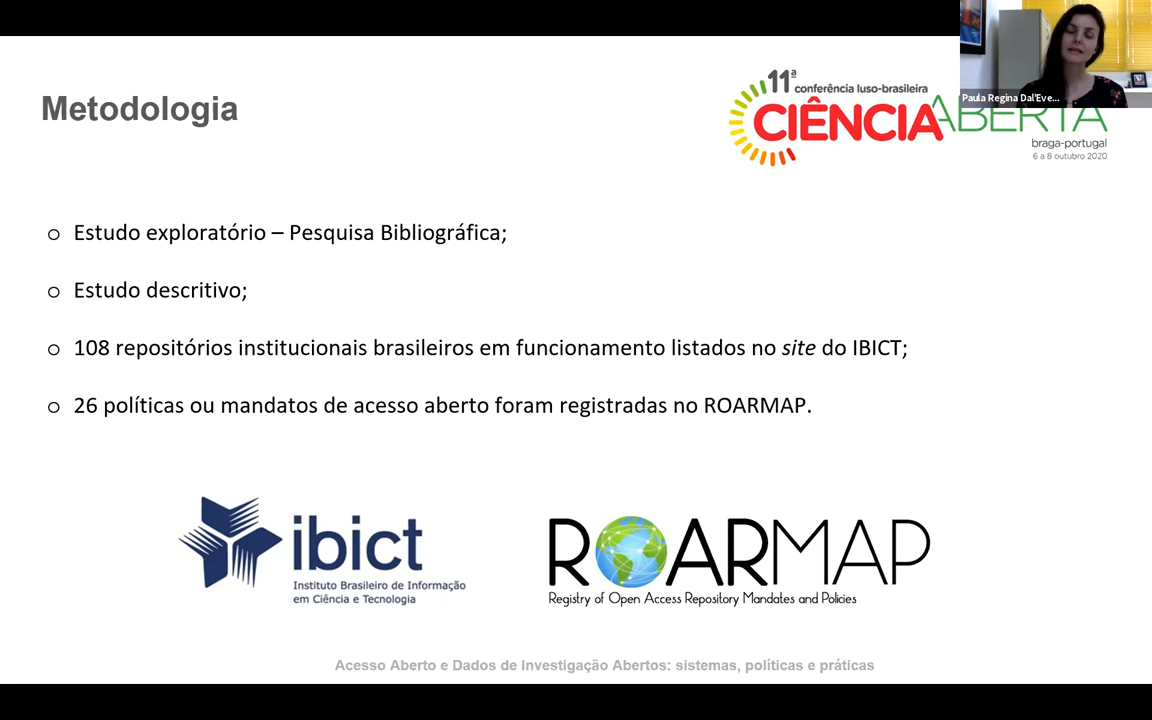 Paula Regina Dal'Eve...
Metodologia
11ª
conferência luso-brasileira
CIÊNCIA ABERTA
braga-portugal
6 a 8 outubro 2020
o Estudo exploratório – Pesquisa Bibliográfica;
o Estudo descritivo;
o 108 repositórios institucionais brasileiros em funcionamento listados no site do IBICT;
o 26 políticas ou mandatos de acesso aberto foram registradas no ROARMAP.
ibict
Instituto Brasileiro de Informação
em Ciência e Tecnologia
ROARMAP
Registry of Open Access Repository Mandates and Policies
Acesso Aberto e Dados de Investigação Abertos: sistemas, políticas e práticas